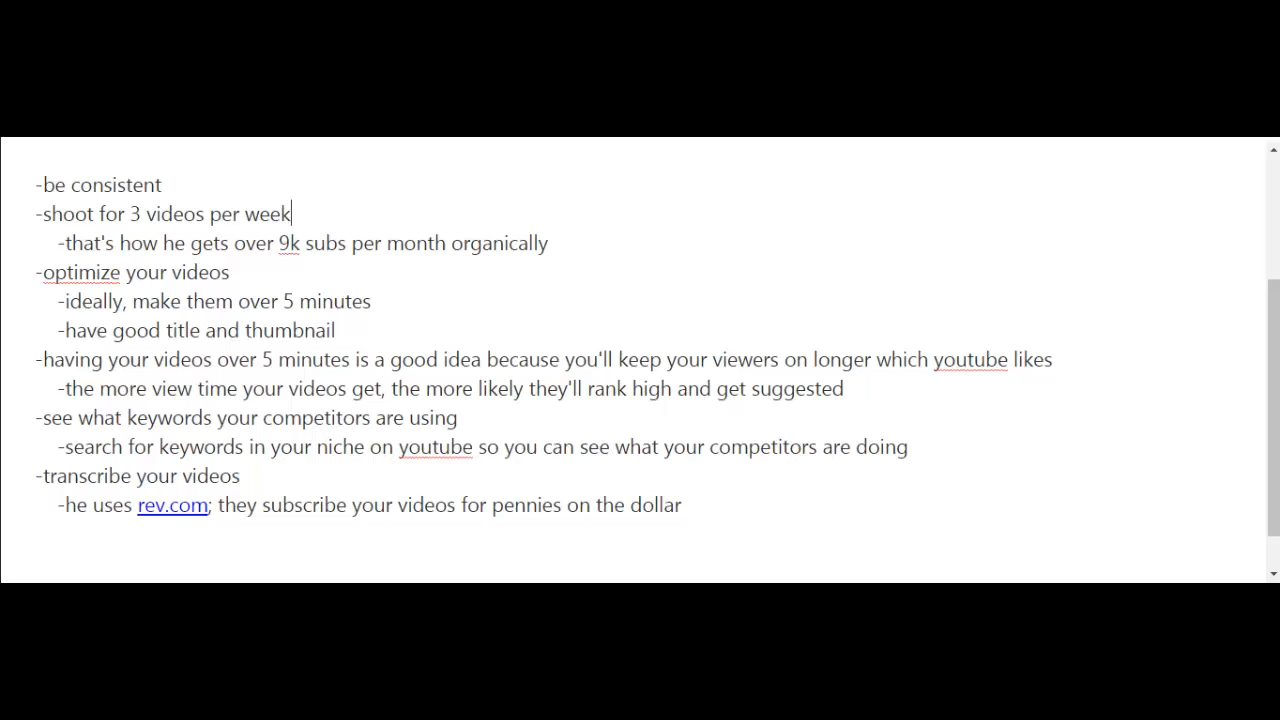 -be consistent
-shoot for 3 videos per week
-that's how he gets over 9k subs per month organically
-optimize your videos
-ideally, make them over 5 minutes
-have good title and thumbnail
-having your videos over 5 minutes is a good idea because you'll keep your viewers on longer which youtube likes
-the more view time your videos get, the more likely they'll rank high and get suggested
-see what keywords your competitors are using
-search for keywords in your niche on youtube so you can see what your competitors are doing
-transcribe your videos
-he uses rev.com; they subscribe your videos for pennies on the dollar